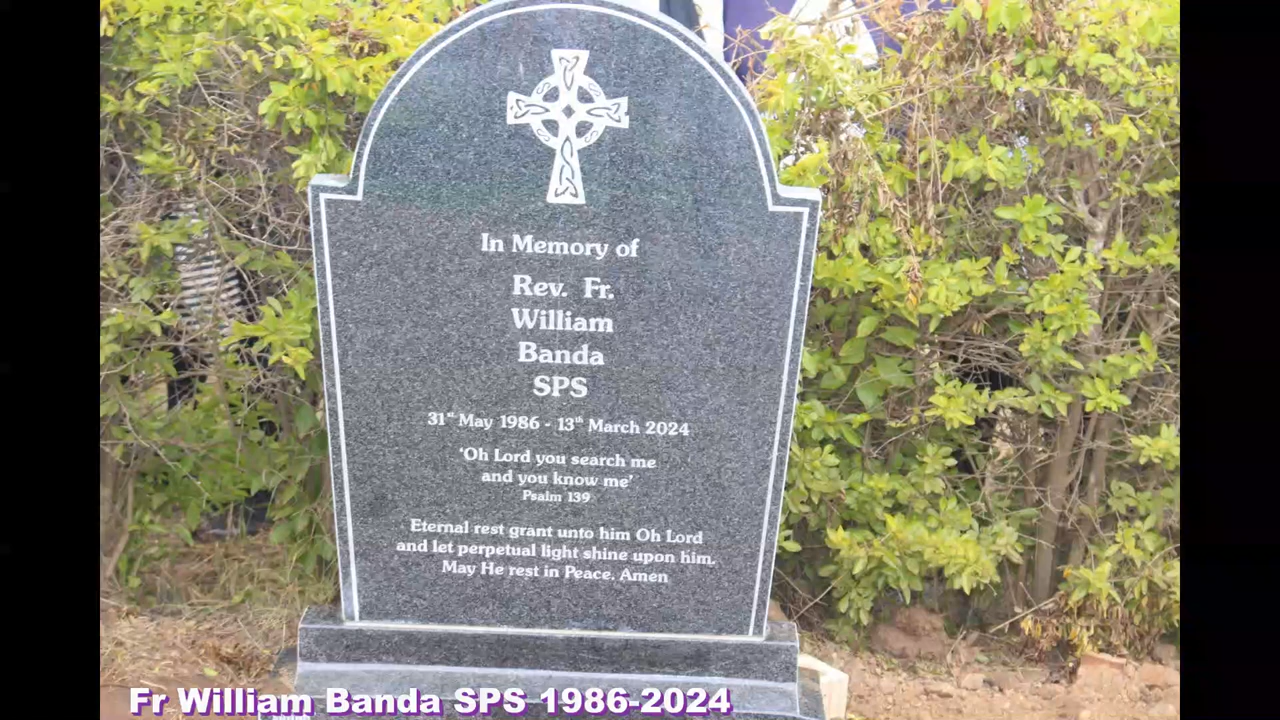 In Memory of
Rev. Fr.
William
Banda
SPS
31st May 1986 - 13th March 2024
'Oh Lord you search me
and you know me'
Psalm 139
Eternal rest grant unto him Oh Lord
and let perpetual light shine upon him.
May He rest in Peace. Amen
Fr William Banda SPS 1986-2024